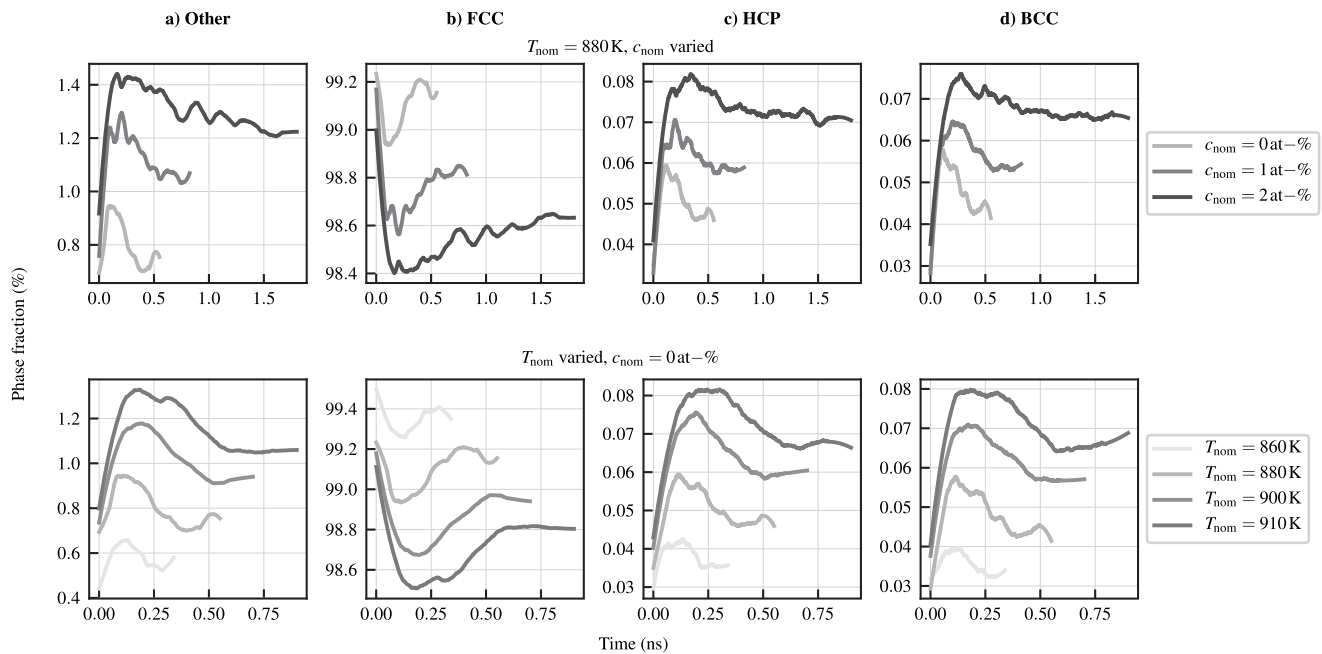 a) Other
b) FCC
c) HCP
d) BCC
T_nom = 880 K, c_nom varied
1.4
1.2
1.0
0.8
0.0 0.5 1.0 1.5
99.2
99.0
98.8
98.6
98.4
0.0 0.5 1.0 1.5
0.08
0.07
0.06
0.05
0.04
0.0 0.5 1.0 1.5
0.07
0.06
0.05
0.04
0.03
0.0 0.5 1.0 1.5
c_nom = 0 at−%
c_nom = 1 at−%
c_nom = 2 at−%
Phase fraction (%)
T_nom varied, c_nom = 0 at−%
1.2
1.0
0.8
0.6
0.4
0.00 0.25 0.50 0.75
99.4
99.2
99.0
98.8
98.6
0.00 0.25 0.50 0.75
0.08
0.07
0.06
0.05
0.04
0.03
0.00 0.25 0.50 0.75
0.08
0.07
0.06
0.05
0.04
0.03
0.00 0.25 0.50 0.75
T_nom = 860 K
T_nom = 880 K
T_nom = 900 K
T_nom = 910 K
Time (ns)